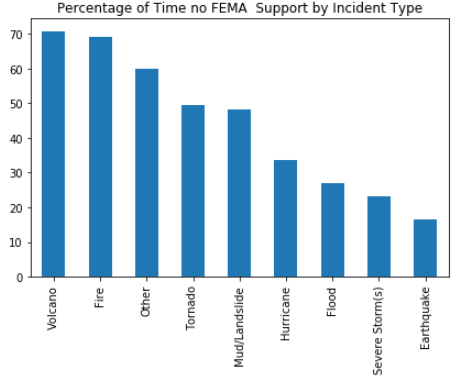 Percentage of Time no FEMA  Support by Incident Type
70
60
50
40
30
20
10
0
Volcano
Fire
Other
Tornado
Mud/Landslide
Hurricane
Flood
Severe Storm(s)
Earthquake